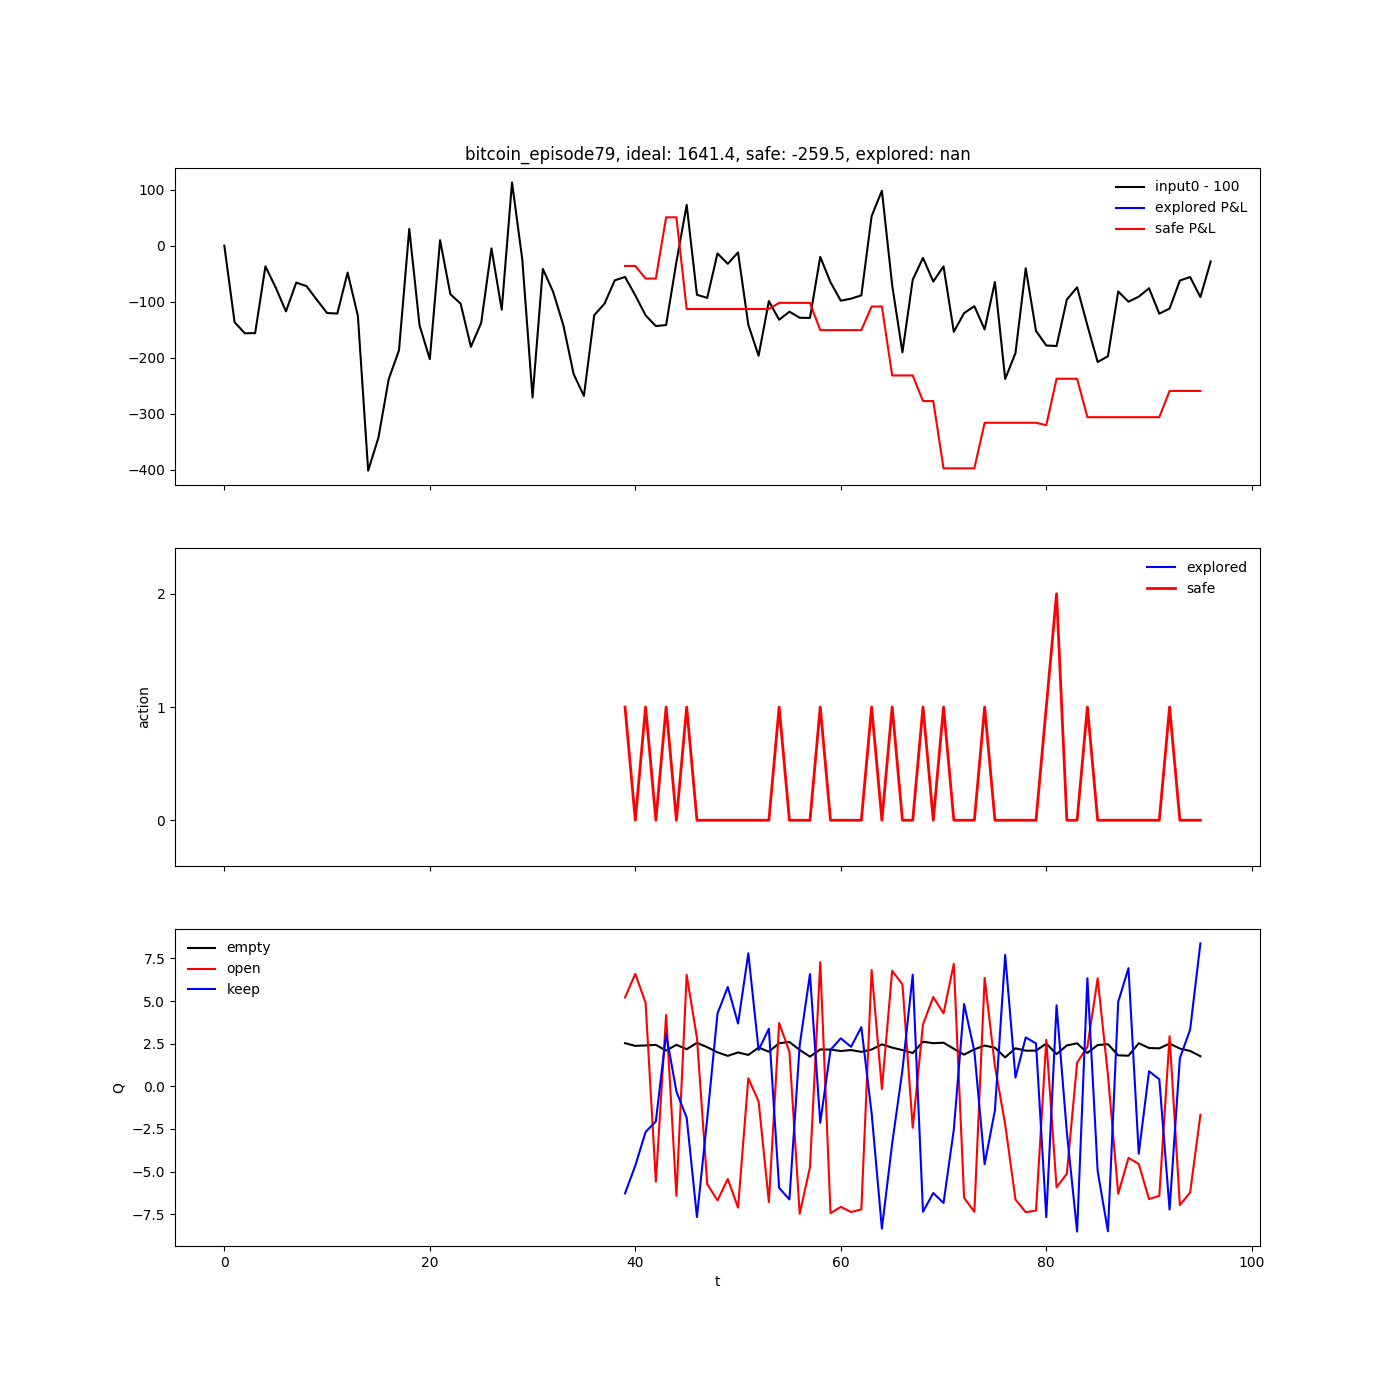 bitcoin_episode79, ideal: 1641.4, safe: -259.5, explored: nan
100
0
−100
−200
−300
−400
input0 - 100
explored P&L
safe P&L
2
1
0
action
explored
safe
7.5
5.0
2.5
0.0
−2.5
−5.0
−7.5
Q
empty
open
keep
0 20 40 60 80 100
t